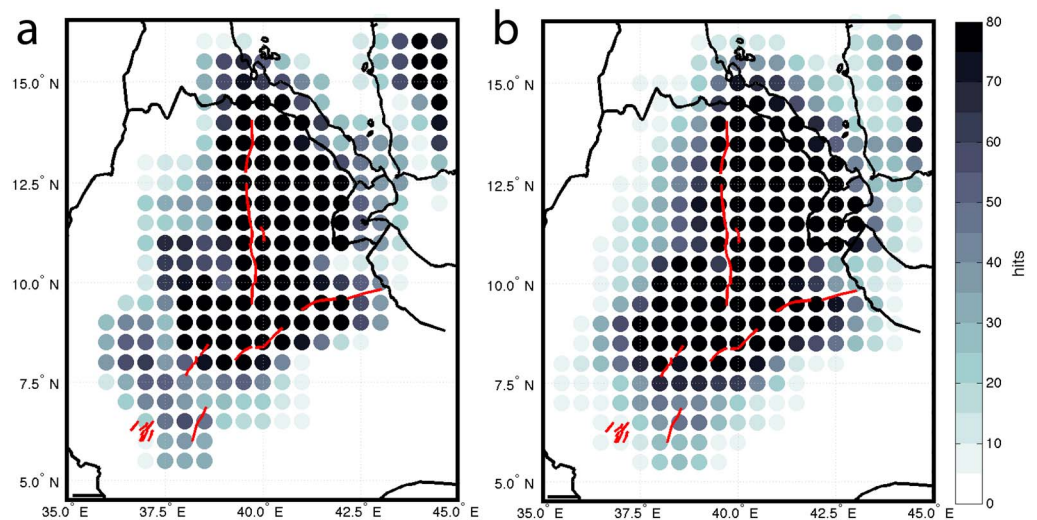 a
b
15.0° N
12.5° N
10.0° N
7.5° N
5.0° N
35.0° E
37.5° E
40.0° E
42.5° E
45.0° E
15.0° N
12.5° N
10.0° N
7.5° N
5.0° N
35.0° E
37.5° E
40.0° E
42.5° E
45.0° E
80
70
60
50
40
30
20
10
0
hits